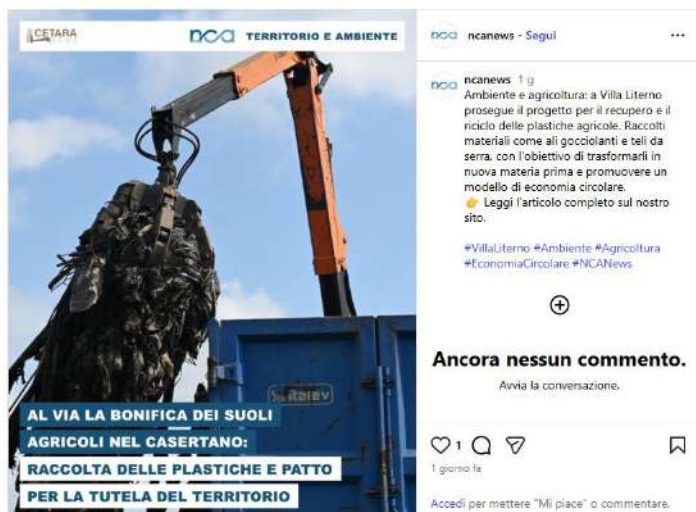 CETARA
nca TERRITORIO E AMBIENTE
italev
AL VIA LA BONIFICA DEI SUOLI
AGRICOLI NEL CASERTANO:
RACCOLTA DELLE PLASTICHE E PATTO
PER LA TUTELA DEL TERRITORIO
nca ncanews • Segui
nca ncanews 1 g
Ambiente e agricoltura: a Villa Literno
prosegue il progetto per il recupero e il
riciclo delle plastiche agricole. Raccolti
materiali come ali gocciolanti e teli da
serra, con l'obiettivo di trasformarli in
nuova materia prima e promuovere un
modello di economia circolare.
👉 Leggi l'articolo completo sul nostro
sito.
#VillaLiterno #Ambiente #Agricoltura
#EconomiaCircolare #NCANews
Ancora nessun commento.
Avvia la conversazione.
1
1 giorno fa
Accedi per mettere "Mi piace" o commentare.